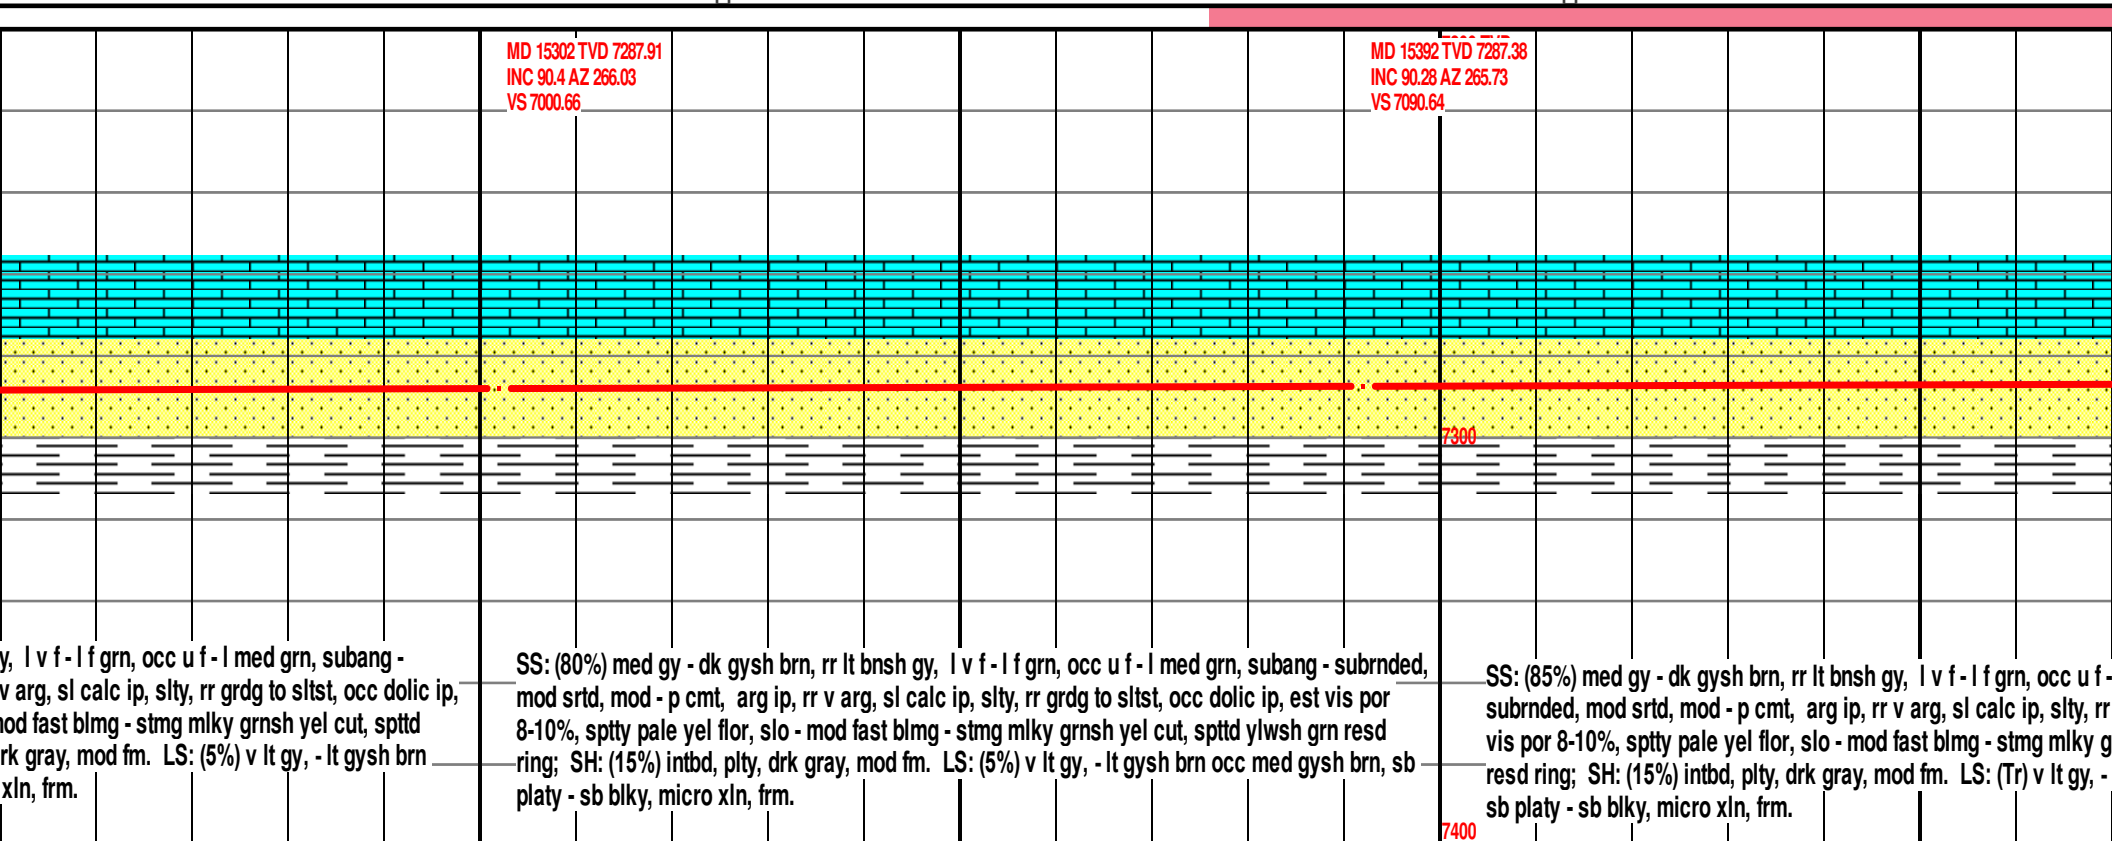 MD 15302 TVD 7287.91
INC 90.4 AZ 266.03
VS 7000.66
MD 15392 TVD 7287.38
INC 90.28 AZ 265.73
VS 7090.64
7300
y, l v f - l f grn, occ u f - l med grn, subang -
v arg, sl calc ip, slty, rr grdg to sltst, occ dolic ip,
mod fast blmg - stmg mlky grnsh yel cut, spttd
rk gray, mod fm. LS: (5%) v lt gy, - lt gysh brn
xln, frm.
SS: (80%) med gy - dk gysh brn, rr lt bnsh gy, l v f - l f grn, occ u f - l med grn, subang - subrnded,
mod srtd, mod - p cmt, arg ip, rr v arg, sl calc ip, slty, rr grdg to sltst, occ dolic ip, est vis por
8-10%, sptty pale yel flor, slo - mod fast blmg - stmg mlky grnsh yel cut, spttd ylwsh grn resd
ring; SH: (15%) intbd, plty, drk gray, mod fm. LS: (5%) v lt gy, - lt gysh brn occ med gysh brn, sb
platy - sb blky, micro xln, frm.
SS: (85%) med gy - dk gysh brn, rr lt bnsh gy, l v f - l f grn, occ u f -
subrnded, mod srtd, mod - p cmt, arg ip, rr v arg, sl calc ip, slty, rr
vis por 8-10%, sptty pale yel flor, slo - mod fast blmg - stmg mlky g
resd ring; SH: (15%) intbd, plty, drk gray, mod fm. LS: (Tr) v lt gy, -
sb platy - sb blky, micro xln, frm.
7400